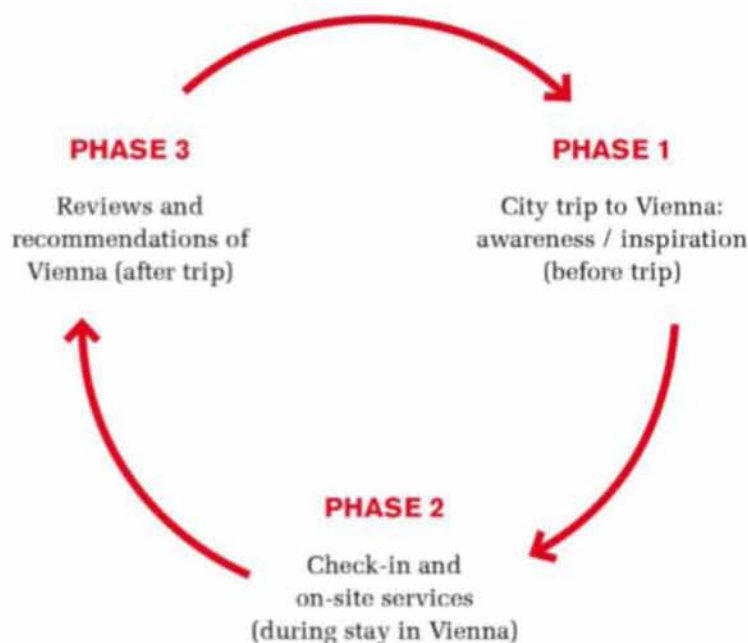 PHASE 3
Reviews and
recommendations of
Vienna (after trip)
PHASE 1
City trip to Vienna:
awareness / inspiration
(before trip)
PHASE 2
Check-in and
on-site services
(during stay in Vienna)